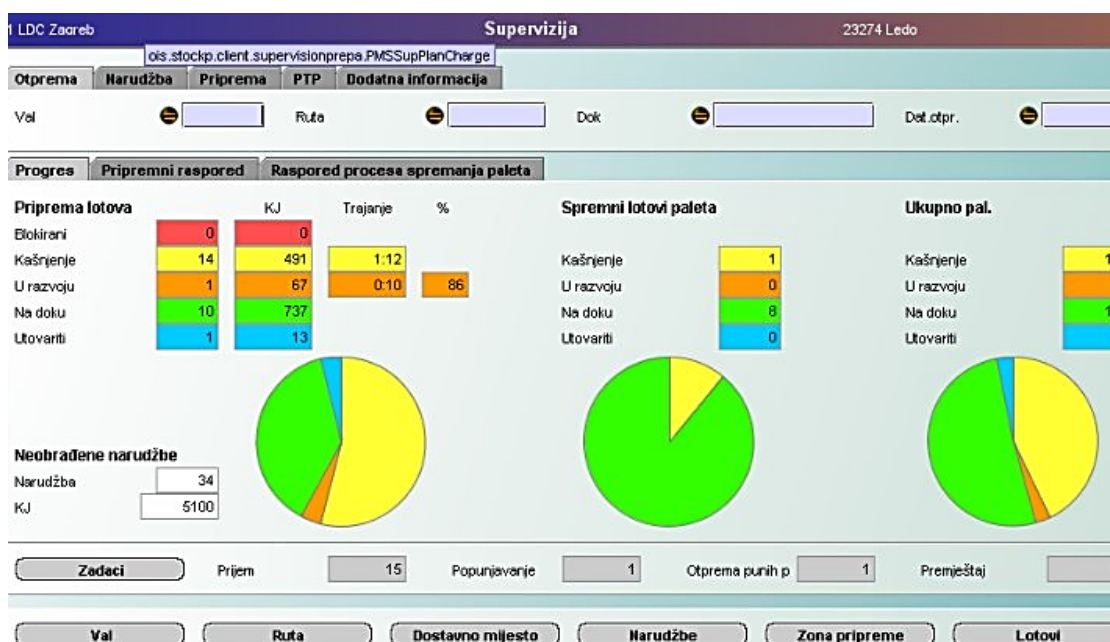 1 LDC Zagreb Supervizija 23274 Ledo
ois.stockp.client.supervisionprepa.PMSSupPlanCharge
Otprema Narudžba Priprema PTP Dodatna informacija
Val Ruta Dok Dat.otpr.
Progres Pripremni raspored Raspored procesa spremanja paleta
Priprema lotova KJ Trajanje % Spremni lotovi paleta Ukupno pal.
Blokirani 0 0
Kašnjenje 14 491 1:12 Kašnjenje 1 Kašnjenje 1
U razvoju 1 67 0:10 86 U razvoju 0 U razvoju
Na doku 10 737 Na doku 8 Na doku 1
Utovariti 1 13 Utovariti 0 Utovariti
Neobrađene narudžbe
Narudžba 34
KJ 5100
Zadaci Prijem 15 Popunjavanje 1 Otprema punih p 1 Premještaj
Val Ruta Dostavno mijesto Narudžbe Zona pripreme Lotovi